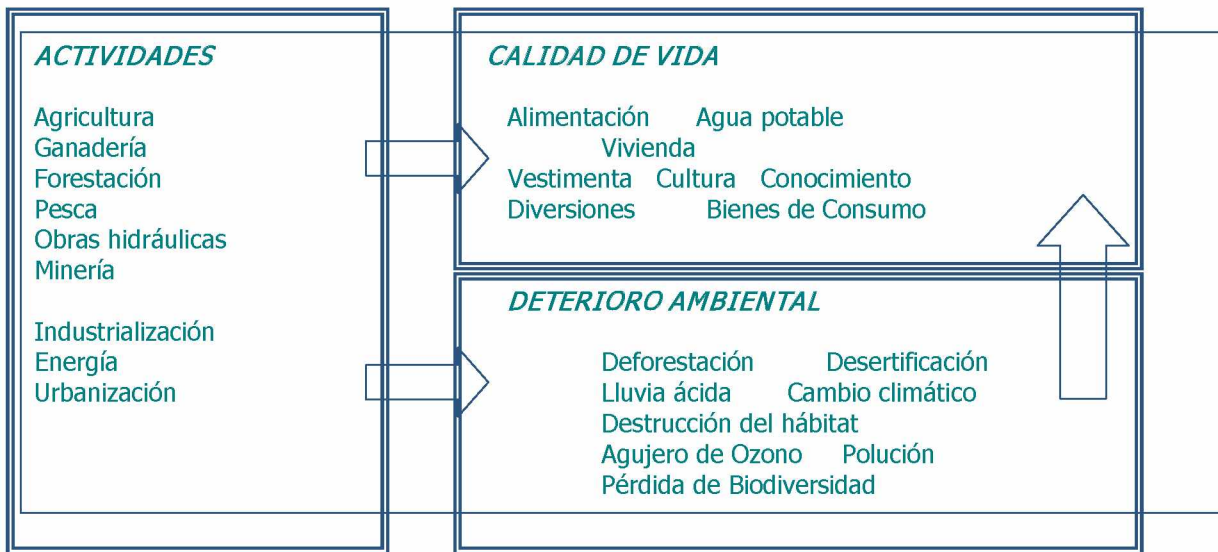 ACTIVIDADES
Agricultura
Ganadería
Forestación
Pesca
Obras hidráulicas
Minería
Industrialización
Energía
Urbanización
CALIDAD DE VIDA
Alimentación Agua potable
Vivienda
Vestimenta Cultura Conocimiento
Diversiones Bienes de Consumo
DETERIORO AMBIENTAL
Deforestación Desertificación
Lluvia ácida Cambio climático
Destrucción del hábitat
Agujero de Ozono Polución
Pérdida de Biodiversidad